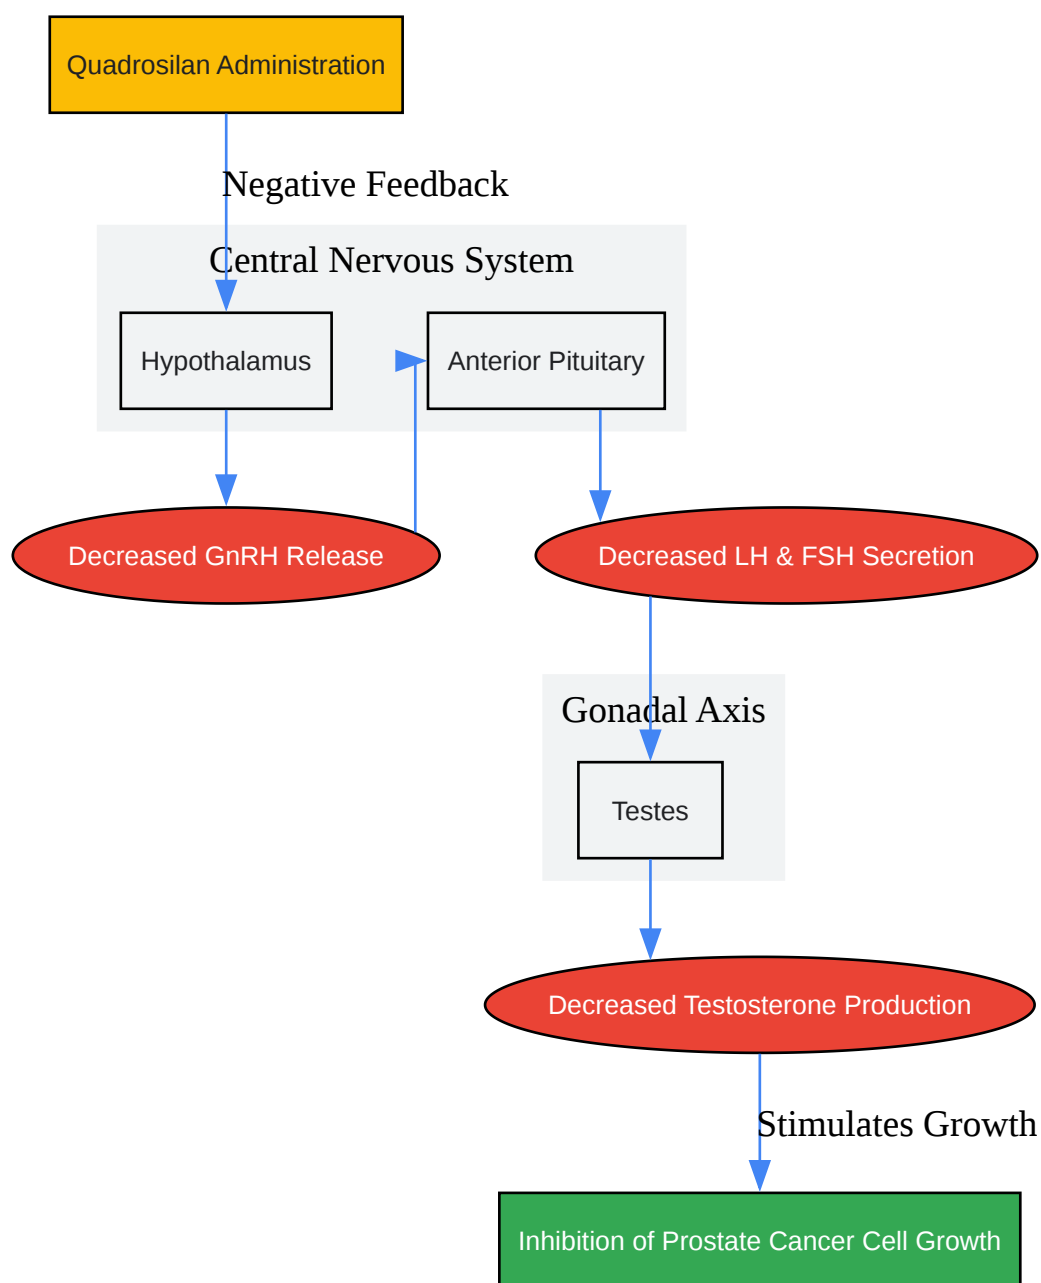 Quadrosilan Administration
Negative Feedback
Central Nervous System
Hypothalamus
Anterior Pituitary
Decreased GnRH Release
Decreased LH & FSH Secretion
Gonadal Axis
Testes
Decreased Testosterone Production
Stimulates Growth
Inhibition of Prostate Cancer Cell Growth